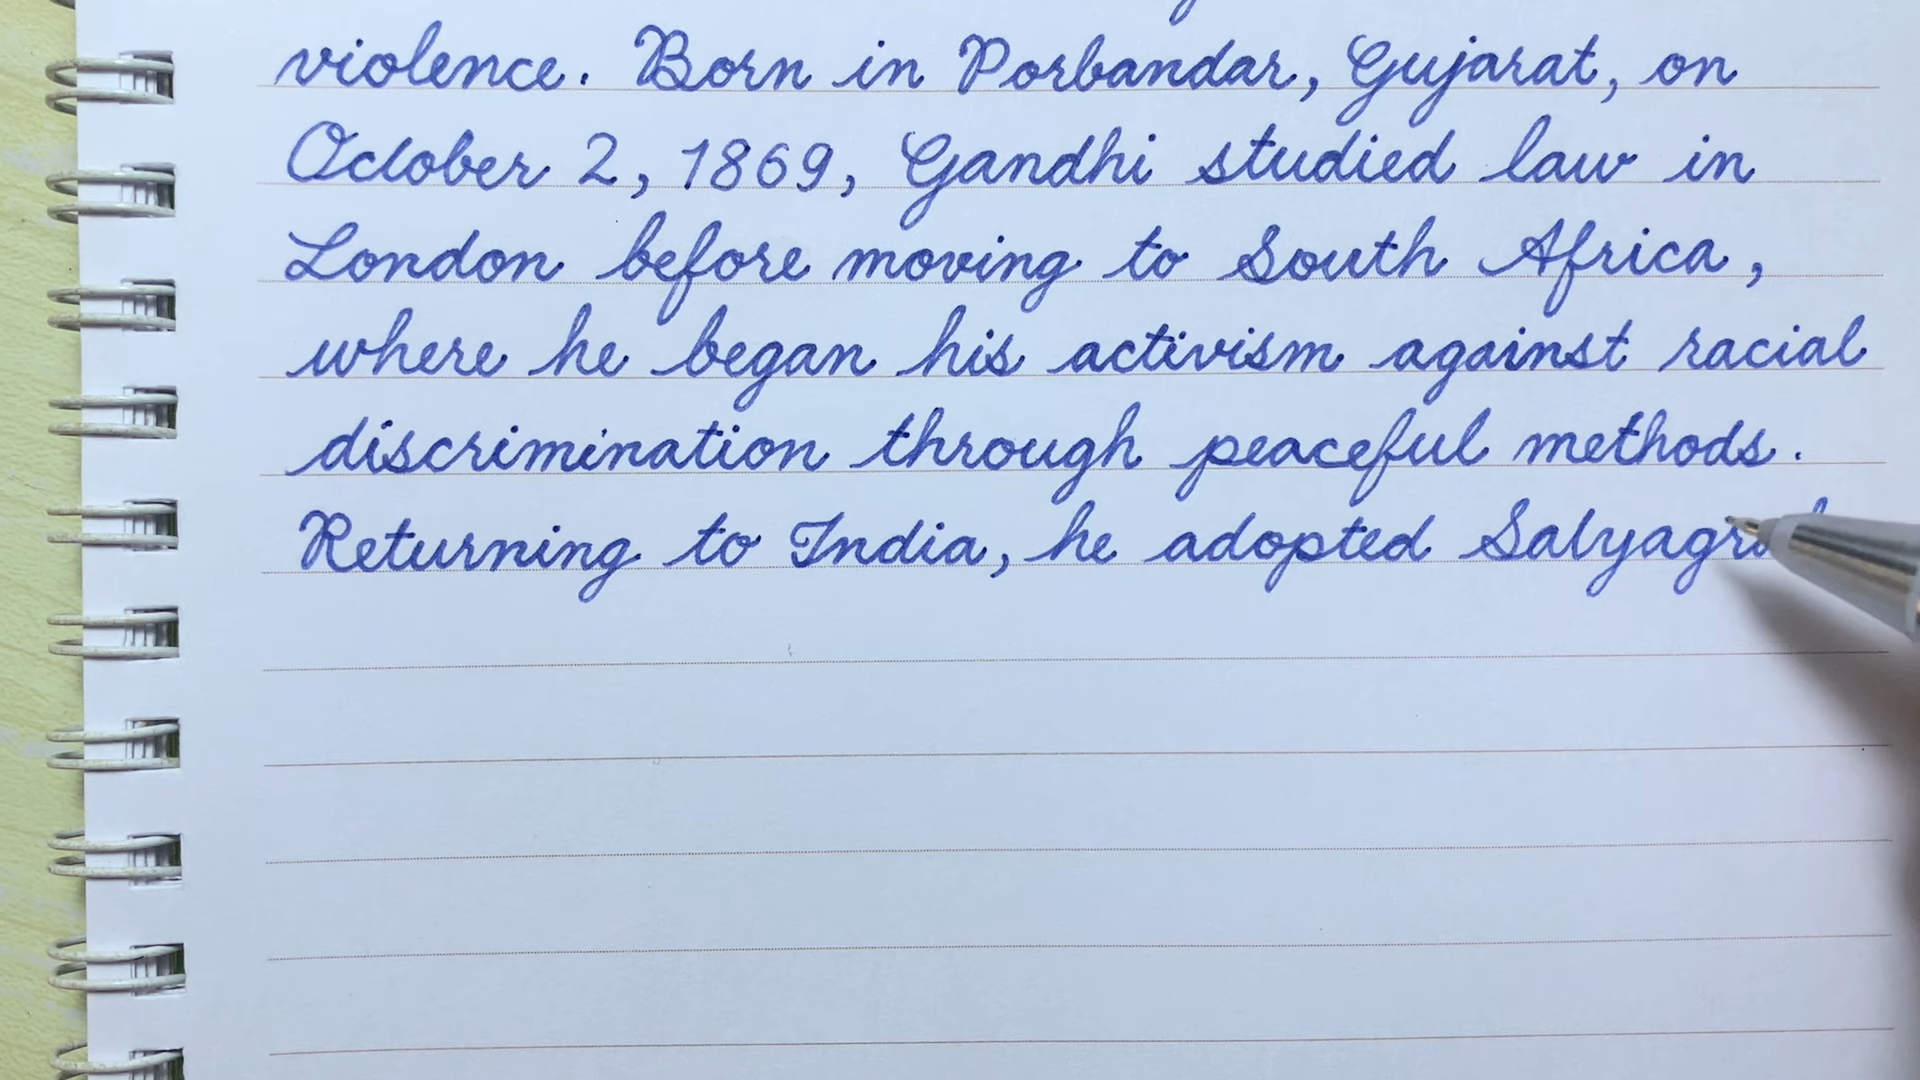 violence. Born in Porbandar, Gujarat, on
October 2, 1869, Gandhi studied law in
London before moving to South Africa,
where he began his activism against racial
discrimination through peaceful methods.
Returning to India, he adopted